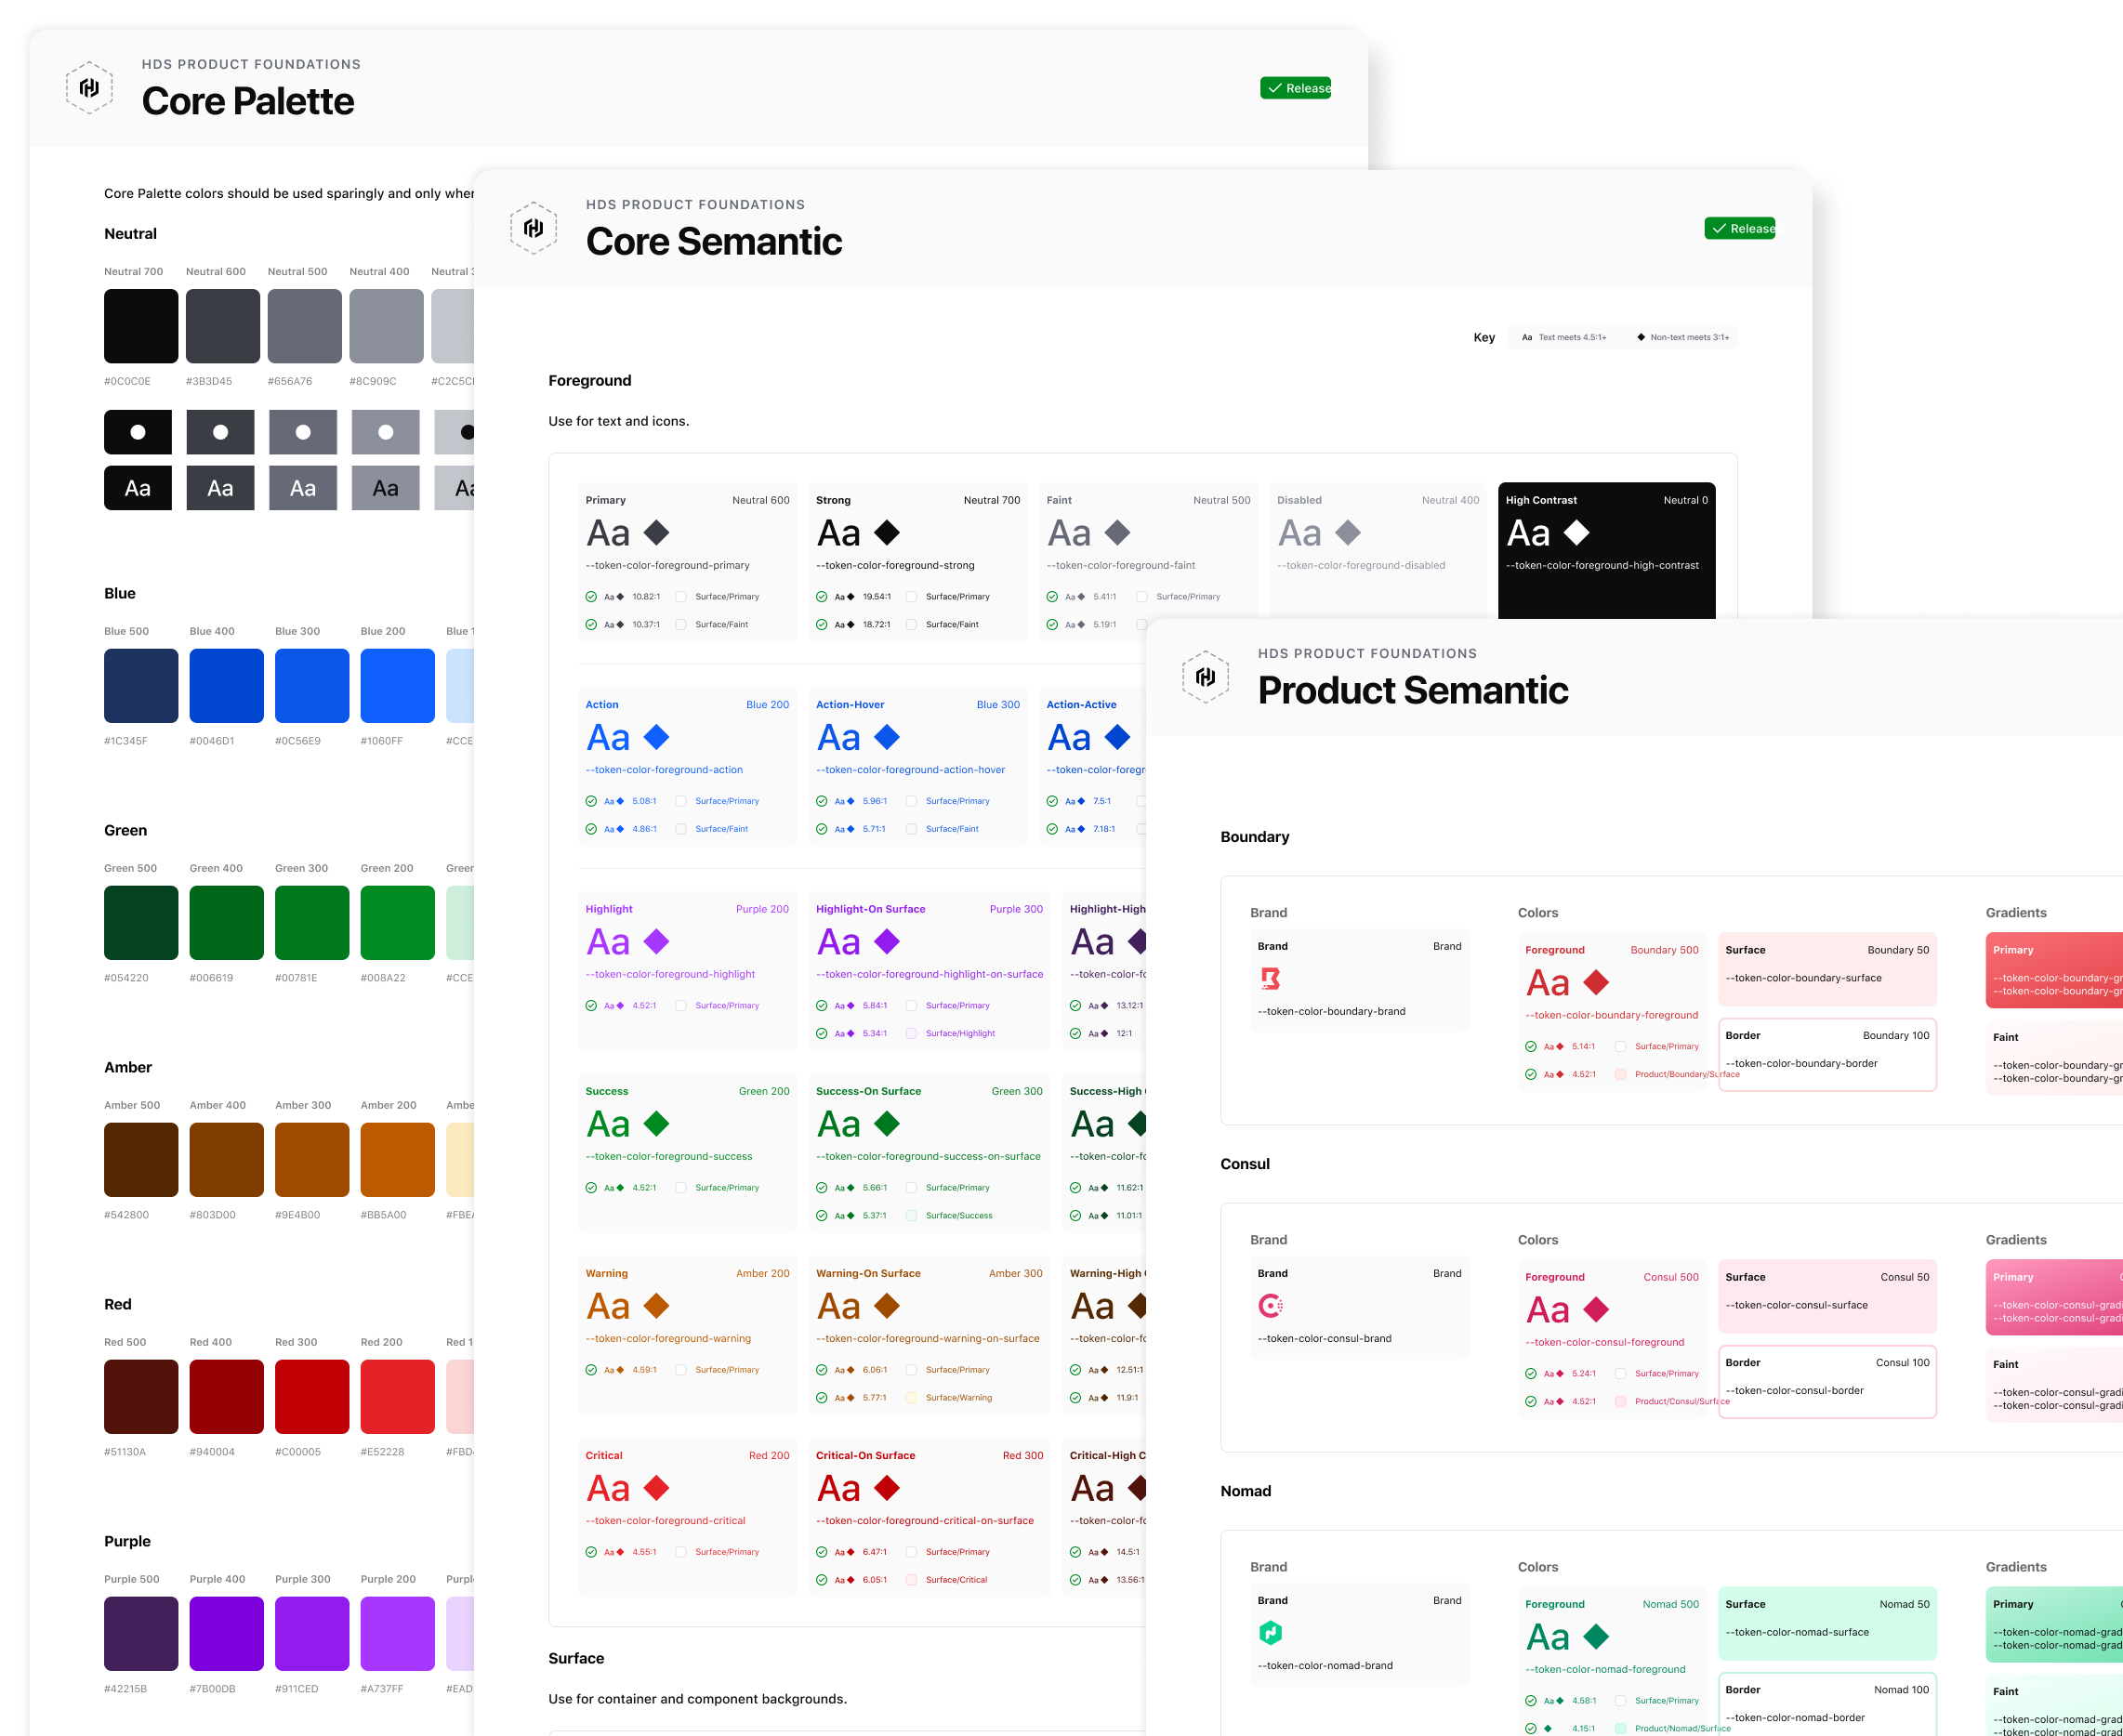 HDS PRODUCT FOUNDATIONS
Core Palette
Release
Core Palette colors should be used sparingly and only
Neutral
Neutral 700 Neutral 600 Neutral 500 Neutral 400 Neutral
#0C0C0E #3B3D45 #656A76 #8C909C #C2C5C
Aa Aa Aa Aa
Blue
Blue 500 Blue 400 Blue 300 Blue 200 Blue
#1C345F #0046D1 #0C56E9 #1060FF #CCE
Green
Green 500 Green 400 Green 300 Green 200 Green
#054220 #006619 #00781E #008A22 #CCE
Amber
Amber 500 Amber 400 Amber 300 Amber 200 Ambe
#542800 #803D00 #9E4B00 #BB5A00 #FBE
Red
Red 500 Red 400 Red 300 Red 200 Red 1
#51130A #940004 #C00005 #E52228 #FBD
Purple
Purple 500 Purple 400 Purple 300 Purple 200 Purpl
#42215B #7B00DB #911CED #A737FF #EAD
HDS PRODUCT FOUNDATIONS
Core Semantic
Release
Key Aa Text meets 4.5:1+ Non-text meets 3:1+
Foreground
Use for text and icons.
Primary Neutral 600
Aa
--token-color-foreground-primary
Aa 10.82:1 Surface/Primary
Aa 10.37:1 Surface/Faint
Strong Neutral 700
Aa
--token-color-foreground-strong
Aa 19.54:1 Surface/Primary
Aa 18.72:1 Surface/Faint
Faint Neutral 500
Aa
--token-color-foreground-faint
Aa 5.41:1 Surface/Primary
Aa 5.19:1
Disabled Neutral 400
Aa
--token-color-foreground-disabled
High Contrast Neutral 0
Aa
--token-color-foreground-high-contrast
Action Blue 200
Aa
--token-color-foreground-action
Aa 5.08:1 Surface/Primary
Aa 4.86:1 Surface/Faint
Action-Hover Blue 300
Aa
--token-color-foreground-action-hover
Aa 5.96:1 Surface/Primary
Aa 5.71:1 Surface/Faint
Action-Active
Aa
--token-color-foregr
Aa 7.5:1
Aa 7.18:1
Highlight Purple 200
Aa
--token-color-foreground-highlight
Aa 4.52:1 Surface/Primary
Highlight-On Surface Purple 300
Aa
--token-color-foreground-highlight-on-surface
Aa 5.84:1 Surface/Primary
Aa 5.34:1 Surface/Highlight
Highlight-High
Aa
--token-color-fo
Aa 13.12:1
Aa 12:1
Success Green 200
Aa
--token-color-foreground-success
Aa 4.52:1 Surface/Primary
Success-On Surface Green 300
Aa
--token-color-foreground-success-on-surface
Aa 5.66:1 Surface/Primary
Aa 5.37:1 Surface/Success
Success-High
Aa
--token-color-fo
Aa 11.62:1
Aa 11.01:1
Warning Amber 200
Aa
--token-color-foreground-warning
Aa 4.59:1 Surface/Primary
Warning-On Surface Amber 300
Aa
--token-color-foreground-warning-on-surface
Aa 6.06:1 Surface/Primary
Aa 5.77:1 Surface/Warning
Warning-High
Aa
--token-color-fo
Aa 12.51:1
Aa 11.9:1
Critical Red 200
Aa
--token-color-foreground-critical
Aa 4.55:1 Surface/Primary
Critical-On Surface Red 300
Aa
--token-color-foreground-critical-on-surface
Aa 6.47:1 Surface/Primary
Aa 6.05:1 Surface/Critical
Critical-High C
Aa
--token-color-fo
Aa 14.5:1
Aa 13.56:1
Surface
Use for container and component backgrounds.
HDS PRODUCT FOUNDATIONS
Product Semantic
Boundary
Brand
Brand Brand
--token-color-boundary-brand
Colors
Foreground Boundary 500
Aa
--token-color-boundary-foreground
Aa 5.14:1 Surface/Primary
Aa 4.52:1 Product/Boundary/Surface
Surface Boundary 50
--token-color-boundary-surface
Border Boundary 100
--token-color-boundary-border
Gradients
Primary
--token-color-boundary-gr
--token-color-boundary-gr
Faint
--token-color-boundary-gr
--token-color-boundary-gr
Consul
Brand
Brand Brand
--token-color-consul-brand
Colors
Foreground Consul 500
Aa
--token-color-consul-foreground
Aa 5.24:1 Surface/Primary
Aa 4.52:1 Product/Consul/Surface
Surface Consul 50
--token-color-consul-surface
Border Consul 100
--token-color-consul-border
Gradients
Primary
--token-color-consul-gradi
--token-color-consul-gradi
Faint
--token-color-consul-gradi
--token-color-consul-gradi
Nomad
Brand
Brand Brand
--token-color-nomad-brand
Colors
Foreground Nomad 500
Aa
--token-color-nomad-foreground
Aa 4.58:1 Surface/Primary
4.15:1 Product/Nomad/Surface
Surface Nomad 50
--token-color-nomad-surface
Border Nomad 100
--token-color-nomad-border
Gradients
Primary
--token-color-nomad-grad
--token-color-nomad-grad
Faint
--token-color-nomad-grad
--token-color-nomad-grad